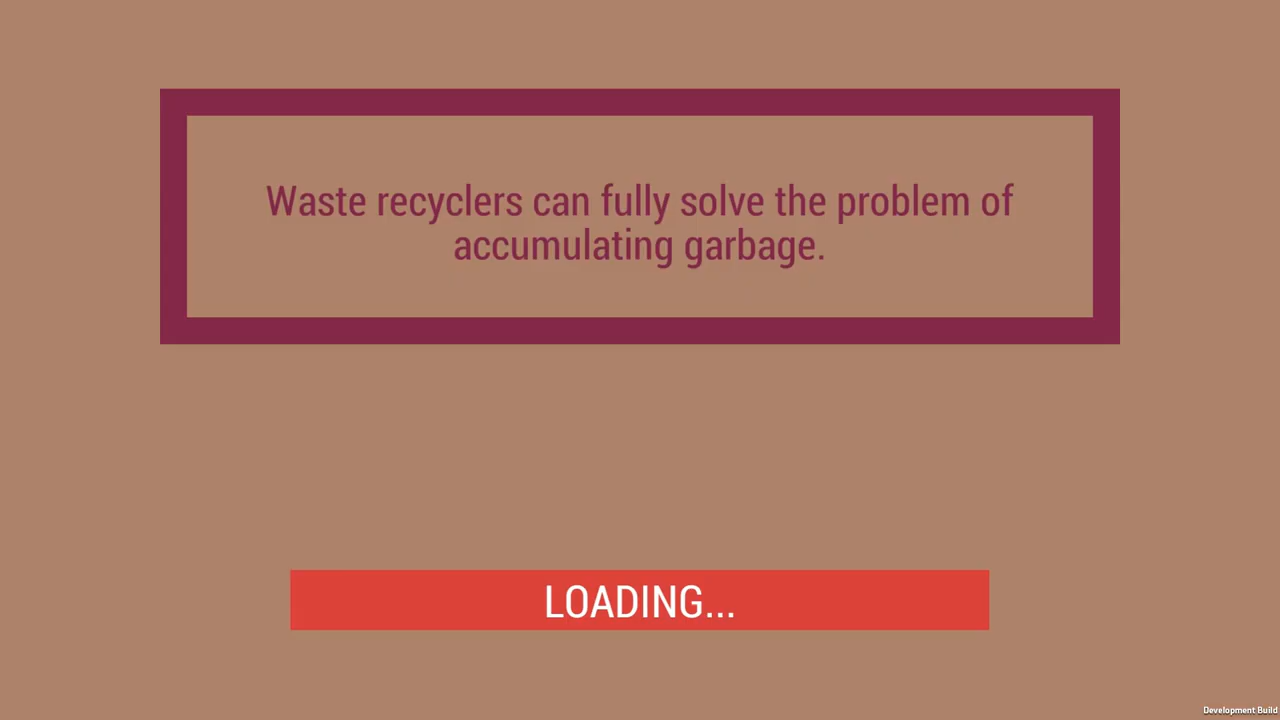 Waste recyclers can fully solve the problem of
accumulating garbage.
LOADING...
Development Build